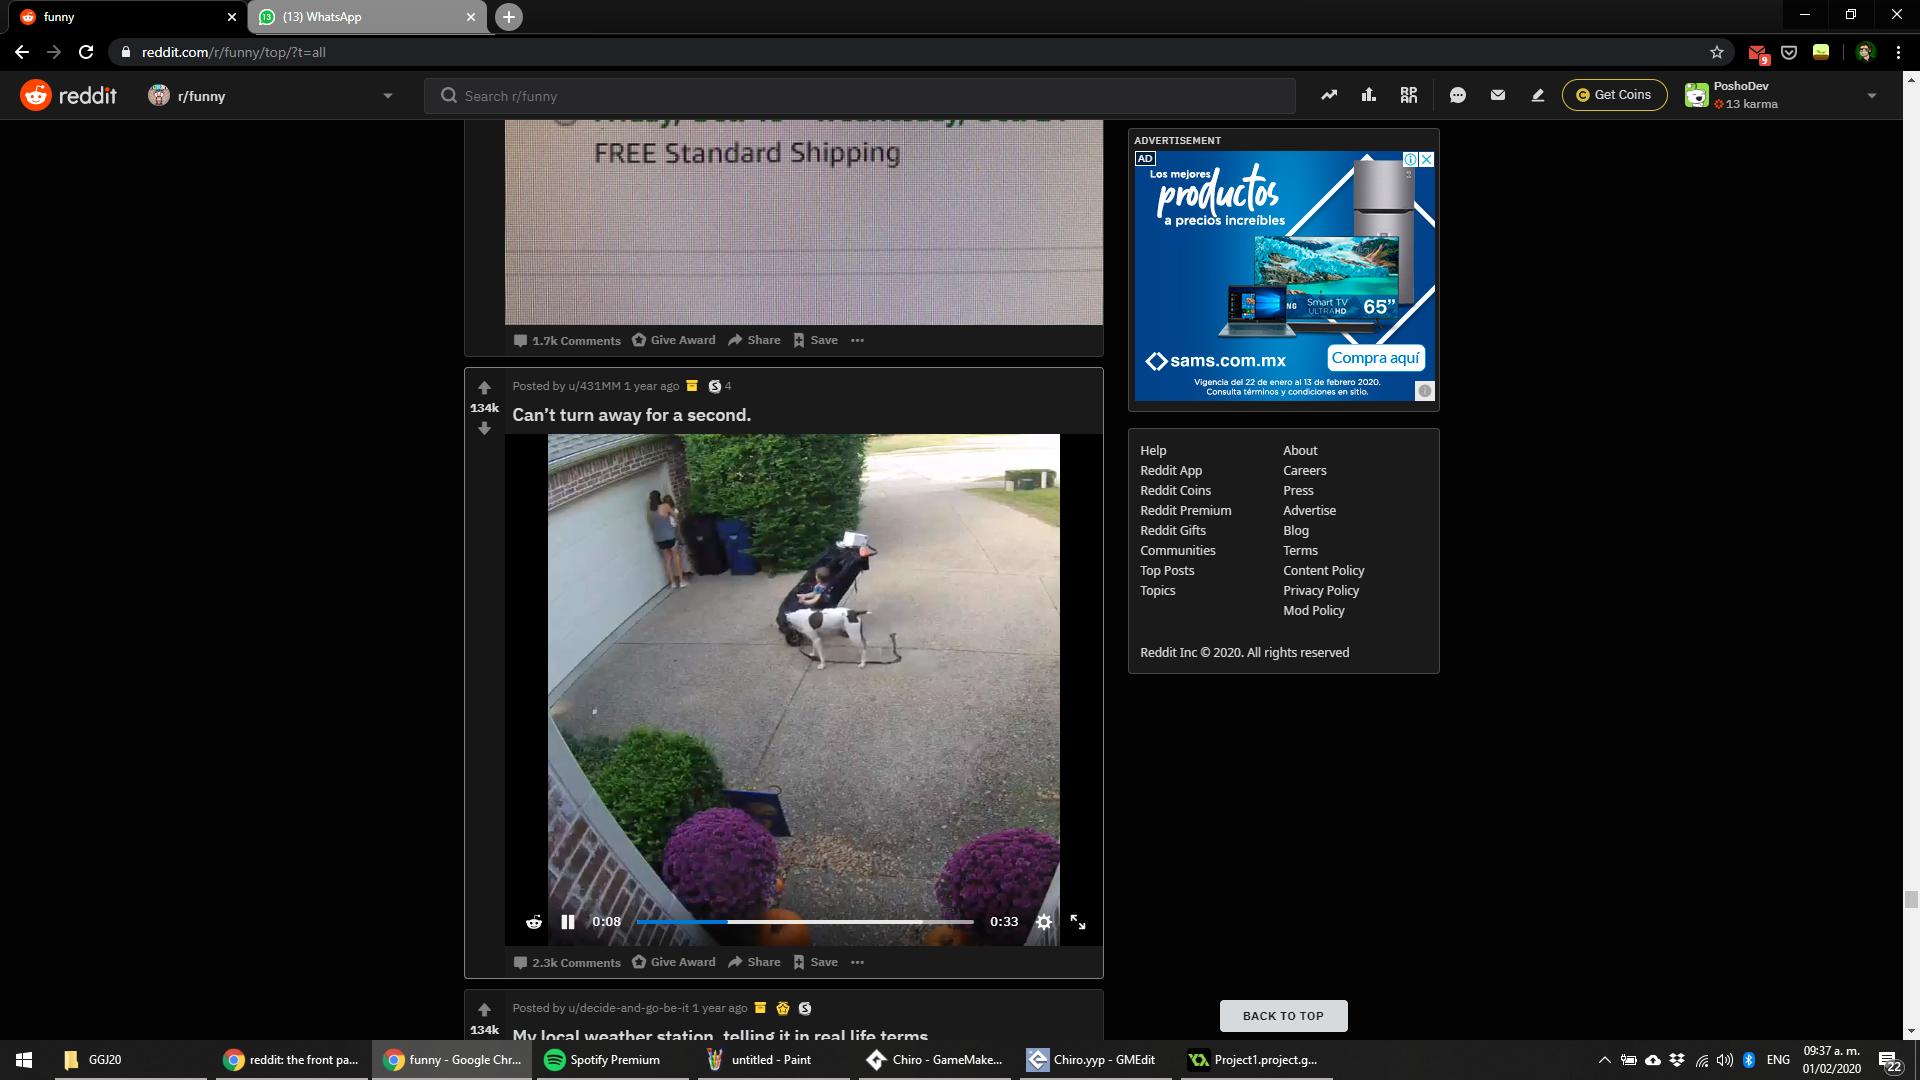 funny
(13) WhatsApp
reddit.com/r/funny/top/?t=all
9
reddit
r/funny
Search r/funny
Get Coins
PoshoDev
13 karma
FREE Standard Shipping
1.7k Comments
Give Award
Share
Save
134k
Posted by u/431MM 1 year ago
4
Can't turn away for a second.
0:08
0:33
2.3k Comments
Give Award
Share
Save
134k
Posted by u/decide-and-go-be-it 1 year ago
My local weather station, telling it in real life terms
ADVERTISEMENT
AD
Los mejores
productos
a precios increíbles
Smart TV
ULTRAHD
65”
sams.com.mx
Compra aquí
Vigencia del 22 de enero al 13 de febrero 2020.
Consulta términos y condiciones en sitio.
Help
Reddit App
Reddit Coins
Reddit Premium
Reddit Gifts
Communities
Top Posts
Topics
About
Careers
Press
Advertise
Blog
Terms
Content Policy
Privacy Policy
Mod Policy
Reddit Inc © 2020. All rights reserved
BACK TO TOP
GGJ20
reddit: the front pa...
funny - Google Chr...
Spotify Premium
untitled - Paint
Chiro - GameMake...
Chiro.yyp - GMEdit
Project1.project.g...
ENG
09:37 a. m.
01/02/2020
22